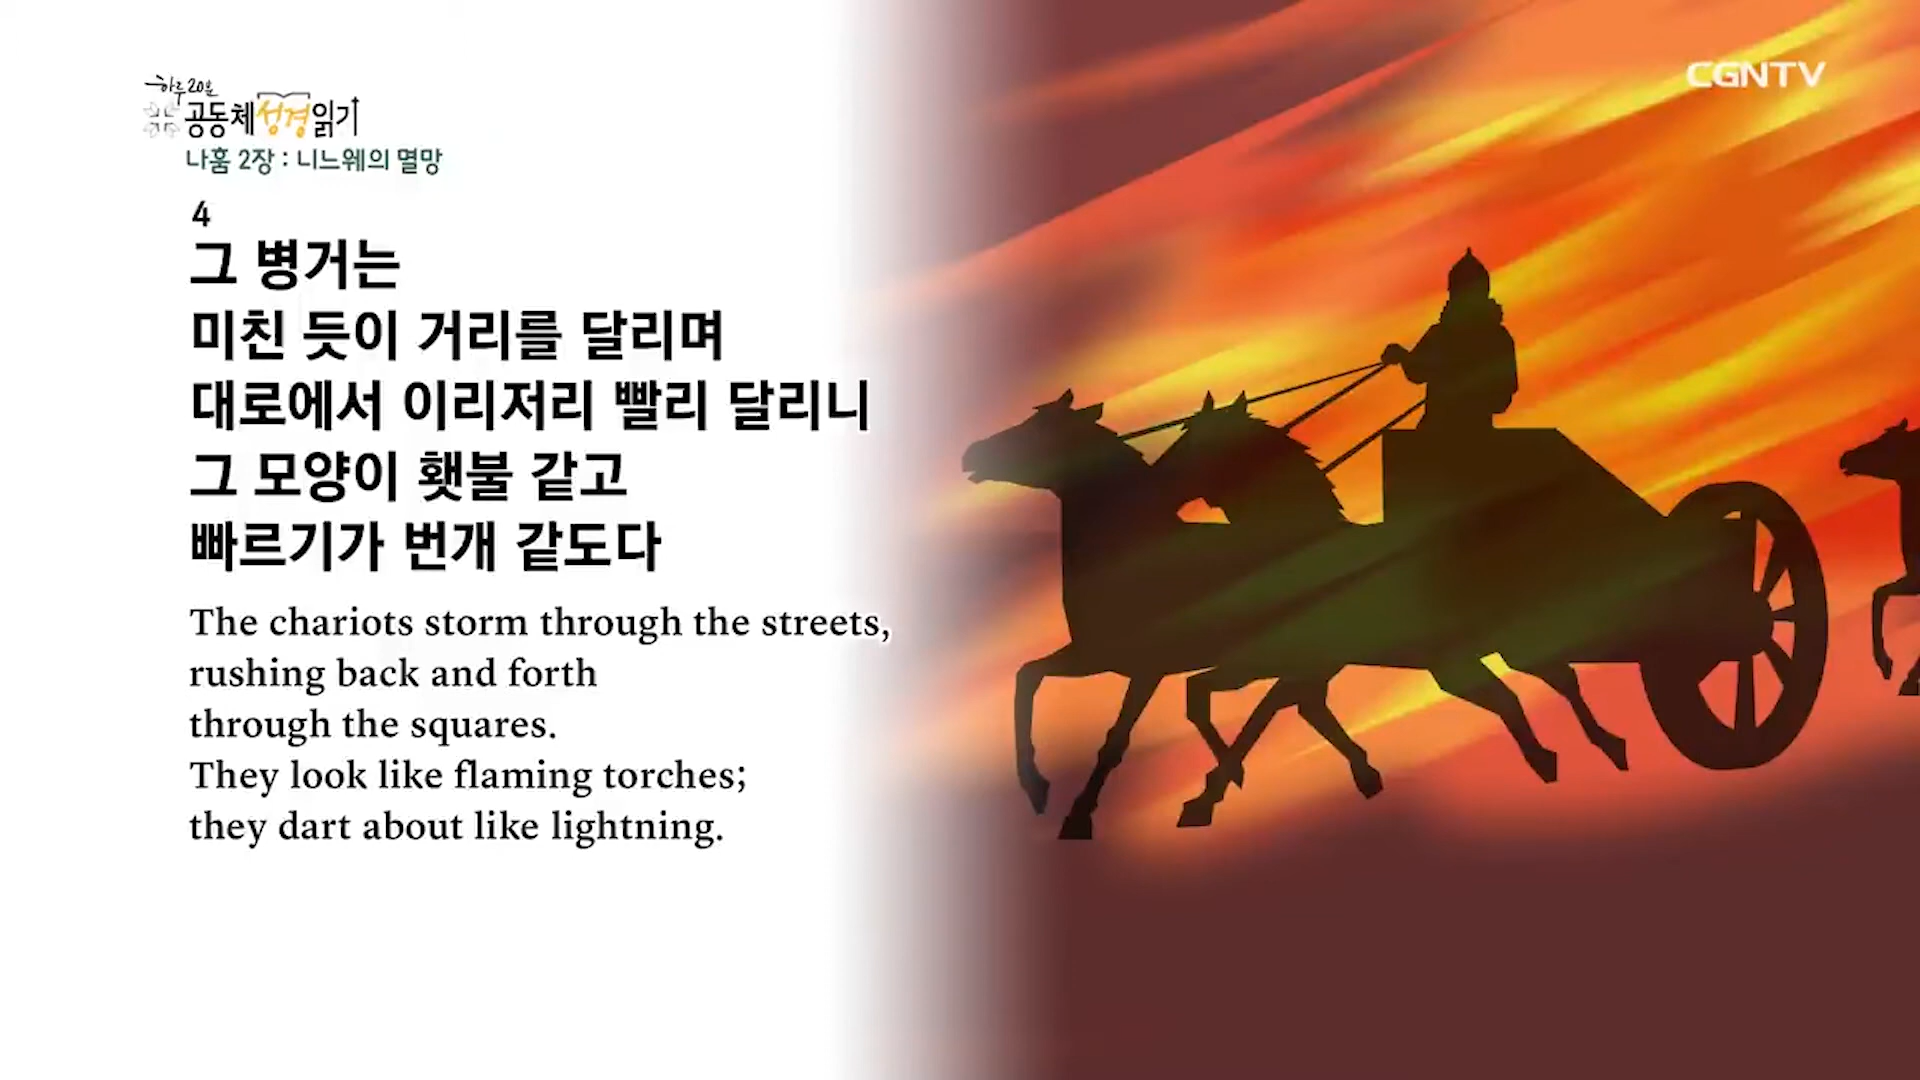 하루 20분
공동체성경읽기
CGNTV
나훔 2장 : 니느웨의 멸망
4
그 병거는
미친 듯이 거리를 달리며
대로에서 이리저리 빨리 달리니
그 모양이 횃불 같고
빠르기가 번개 같도다
The chariots storm through the streets,
rushing back and forth
through the squares.
They look like flaming torches;
they dart about like lightning.